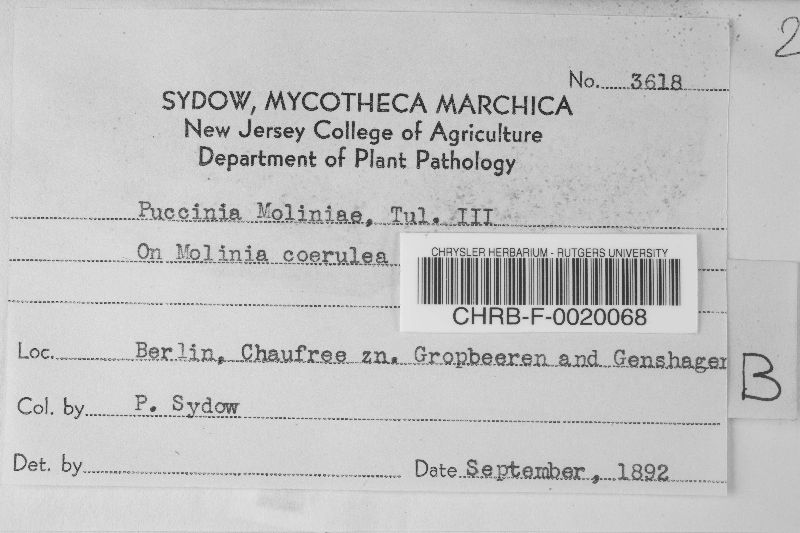 2
No. 3618
SYDOW, MYCOTHECA MARCHICA
New Jersey College of Agriculture
Department of Plant Pathology
Puccinia Moliniae, Tul. III
On Molinia coerulea
CHRYSLER HERBARIUM - RUTGERS UNIVERSITY
CHRB-F-0020068
Loc. Berlin, Chaufree zn. Gropbeeren and Genshagen
B
Col. by P. Sydow
Det. by
Date September, 1892